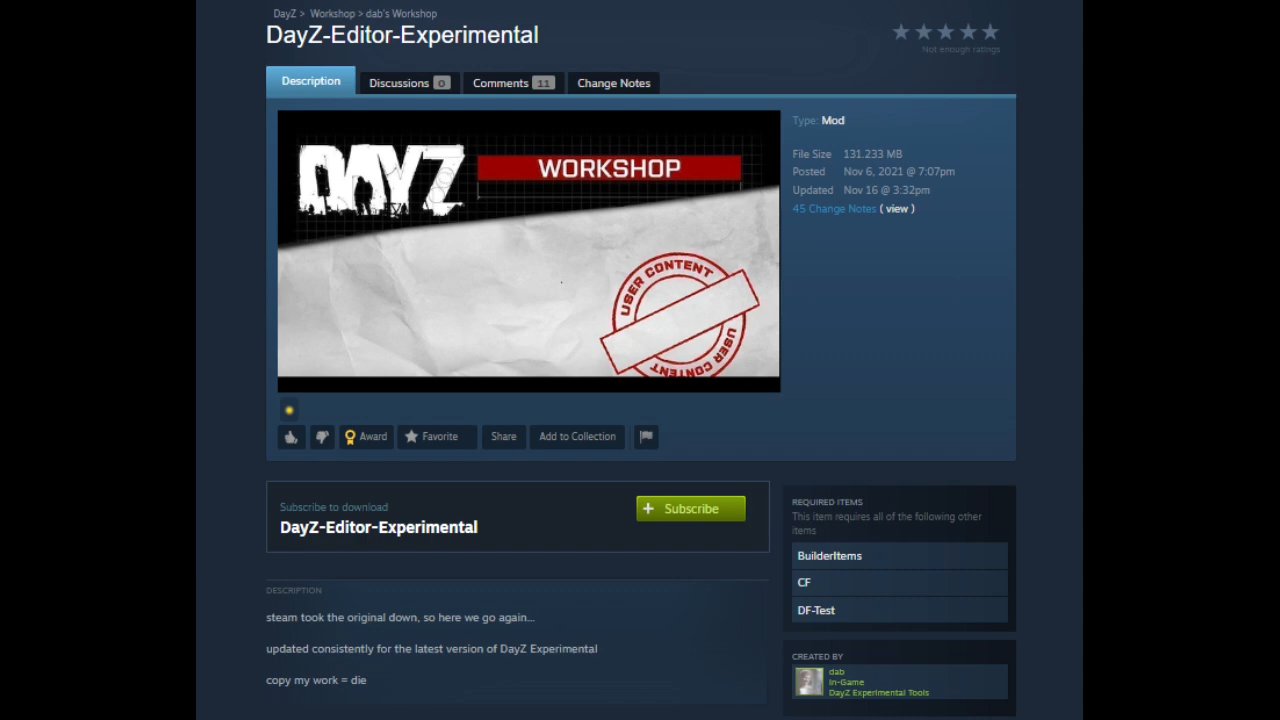 DayZ > Workshop > dab's Workshop
DayZ-Editor-Experimental
Not enough ratings
Description
Discussions 0
Comments 11
Change Notes
DAYZ
WORKSHOP
USER CONTENT
USER CONTENT
Type: Mod
File Size 131.233 MB
Posted Nov 6, 2021 @ 7:07pm
Updated Nov 16 @ 3:32pm
45 Change Notes ( view )
Award
Favorite
Share
Add to Collection
Subscribe to download
DayZ-Editor-Experimental
+ Subscribe
DESCRIPTION
steam took the original down, so here we go again...
updated consistently for the latest version of DayZ Experimental
copy my work = die
REQUIRED ITEMS
This item requires all of the following other
items
BuilderItems
CF
DF-Test
CREATED BY
dab
In-Game
DayZ Experimental Tools